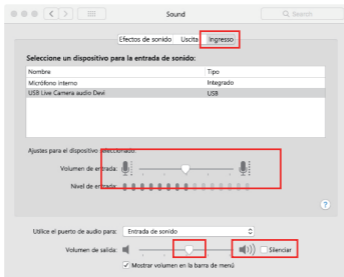 Sound
Search
Efectos de sonido Uscita Ingresso
Seleccione un dispositivo para la entrada de sonido:
Nombre Tipo
Micrófono interno Integrado
USB Live Camera audio Devi USB
Ajustes para el dispositivo seleccionado:
Volumen de entrada:
Nivel de entrada:
?
Utilice el puerto de audio para: Entrada de sonido
Volumen de salida: Silenciar
Mostrar volumen en la barra de menú